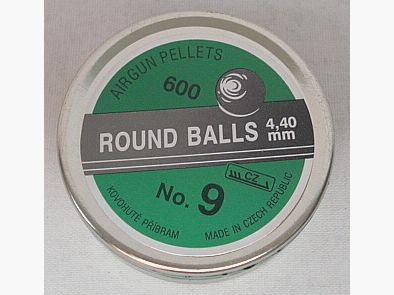 AIRGUN PELLETS
600
ROUND BALLS 4,40 mm
No. 9
CZ
KOVOHUTĚ PŘÍBRAM
MADE IN CZECH REPUBLIC